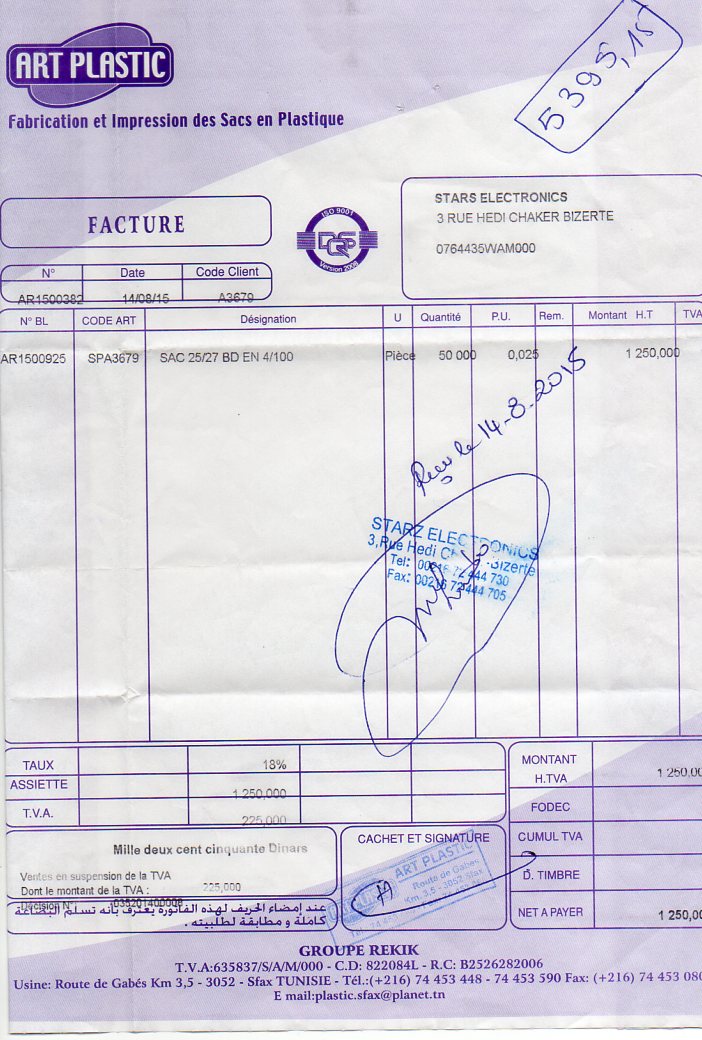 ART PLASTIC
Fabrication et Impression des Sacs en Plastique
5395,15
FACTURE
ISO 9001
Version 2008
STARS ELECTRONICS
3 RUE HEDI CHAKER BIZERTE
0764435WAM000
N° Date Code Client
AR1500382 14/08/15 A3679
N° BL CODE ART Désignation U Quantité P.U. Rem. Montant H.T TVA
AR1500925 SPA3679 SAC 25/27 BD EN 4/100 Pièce 50 000 0,025 1 250,000
le 14-8-2015
STARZ ELECTRONICS
3,Rue Hedi -Bizerte
Tel: 00216 72 444 730
Fax: 00216 72 444 705
TAUX 18%
ASSIETTE 1 250,000
T.V.A. 225,000
MONTANT H.TVA 1 250,00
FODEC
CUMUL TVA
D. TIMBRE
NET A PAYER 1 250,00
Mille deux cent cinquante Dinars
Ventes en suspension de la TVA
Dont le montant de la TVA : 225,000
Décision N°
عند إمضاء الحريف لهذه الفاتورة يعترف بأنه تسلم البضاعة
كاملة و مطابقة لطلبيته .
CACHET ET SIGNATURE
ART PLASTIC
Route de Gabes
Km 3,5 - 3052 Sfax
GROUPE REKIK
T.V.A:635837/S/A/M/000 - C.D: 822084L - R.C: B2526282006
Usine: Route de Gabés Km 3,5 - 3052 - Sfax TUNISIE - Tél.:(+216) 74 453 448 - 74 453 590 Fax: (+216) 74 453 080
E mail:plastic.sfax@planet.tn